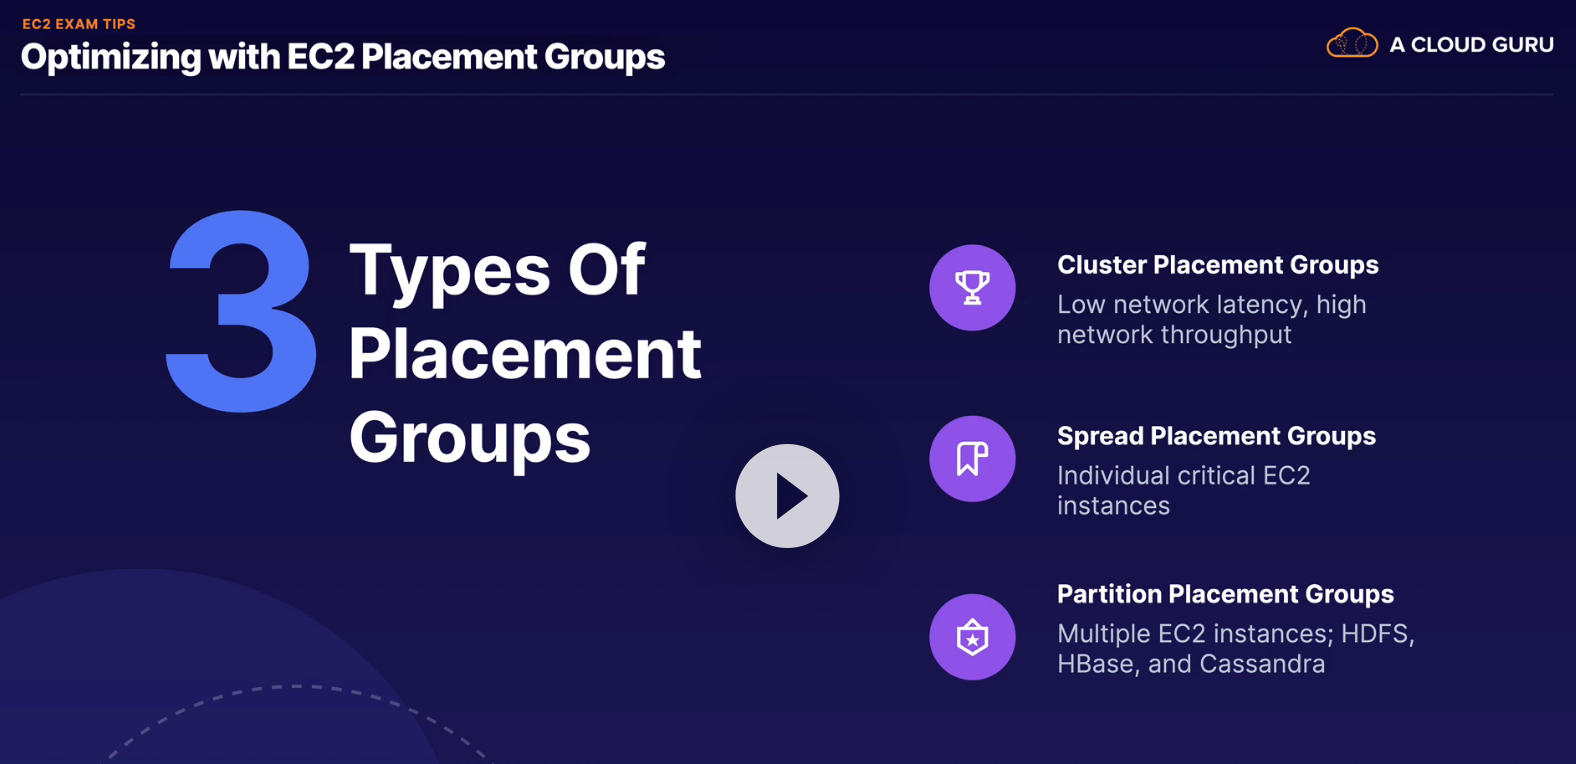 EC2 EXAM TIPS
Optimizing with EC2 Placement Groups
A CLOUD GURU
3
Types Of
Placement
Groups
Cluster Placement Groups
Low network latency, high
network throughput
Spread Placement Groups
Individual critical EC2
instances
Partition Placement Groups
Multiple EC2 instances; HDFS,
HBase, and Cassandra